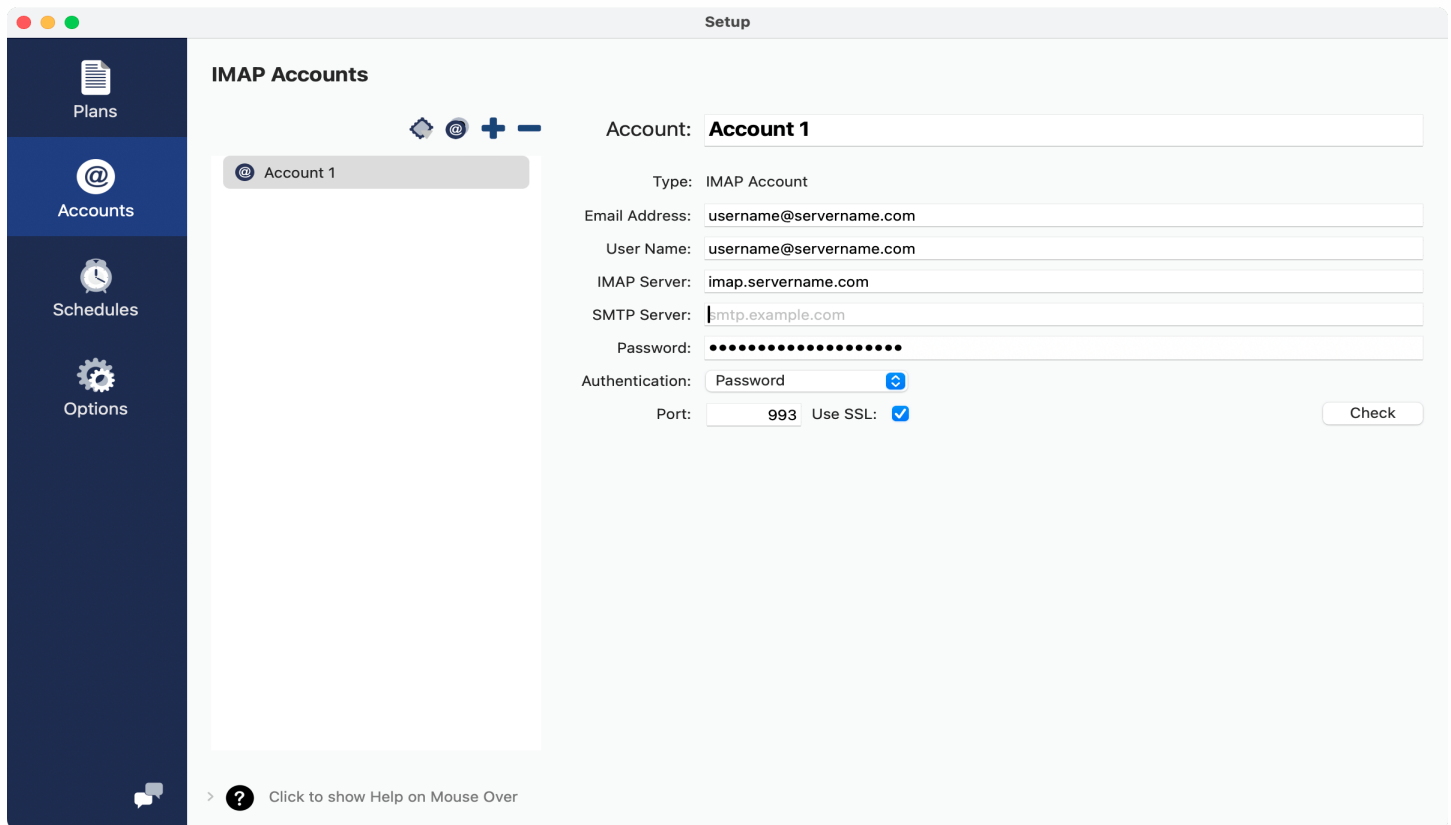 Setup
Plans
Accounts
Schedules
Options
IMAP Accounts
@ Account 1
Account: Account 1
Type: IMAP Account
Email Address: username@servername.com
User Name: username@servername.com
IMAP Server: imap.servername.com
SMTP Server: smtp.example.com
Password: ••••••••••••••••••••
Authentication: Password
Port: 993 Use SSL:
Check
? Click to show Help on Mouse Over